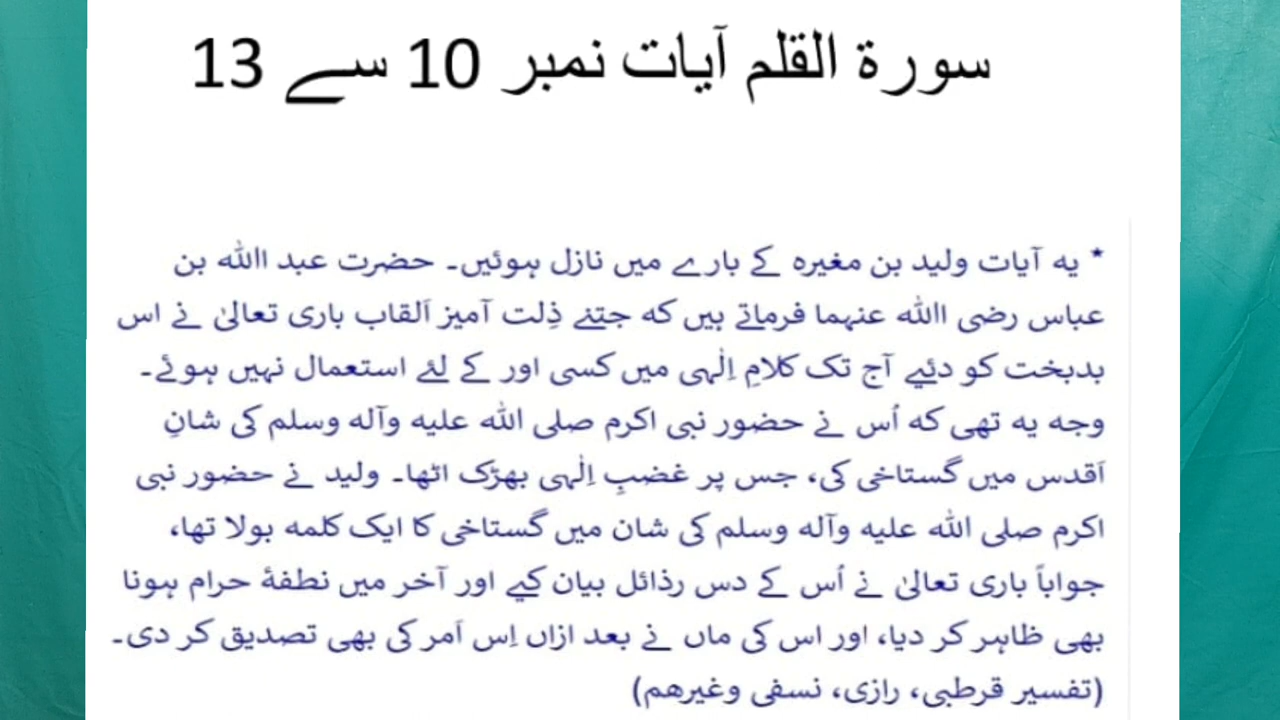 سورة القلم آیات نمبر 10 سے 13
* یہ آیات ولید بن مغیرہ کے بارے میں نازل ہوئیں۔ حضرت عبد اﷲ بن
عباس رضی اﷲ عنہما فرماتے ہیں کہ جتنے ذِلت آمیز اَلقاب باری تعالیٰ نے اس
بدبخت کو دئیے آج تک کلامِ اِلٰہی میں کسی اور کے لئے استعمال نہیں ہوئے۔
وجہ یہ تھی کہ اُس نے حضور نبی اکرم صلی اللہ علیہ وآلہ وسلم کی شانِ
اَقدس میں گستاخی کی، جس پر غضبِ اِلٰہی بھڑک اٹھا۔ ولید نے حضور نبی
اکرم صلی اللہ علیہ وآلہ وسلم کی شان میں گستاخی کا ایک کلمہ بولا تھا،
جواباً باری تعالیٰ نے اُس کے دس رذائل بیان کیے اور آخر میں نطفۂ حرام ہونا
بھی ظاہر کر دیا، اور اس کی ماں نے بعد ازاں اِس اَمر کی بھی تصدیق کر دی۔
(تفسیر قرطبی، رازی، نسفی وغیرھم)